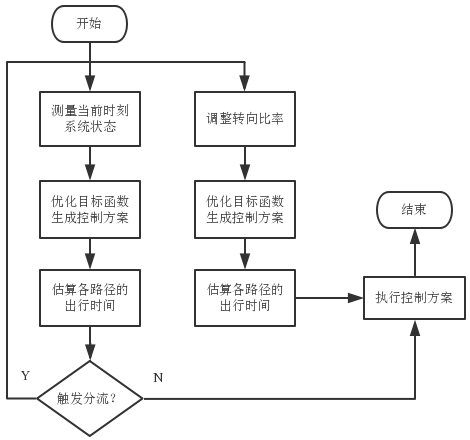 开始
测量当前时刻
系统状态
优化目标函数
生成控制方案
估算各路径的
出行时间
触发分流？
Y
N
调整转向比率
优化目标函数
生成控制方案
估算各路径的
出行时间
执行控制方案
结束